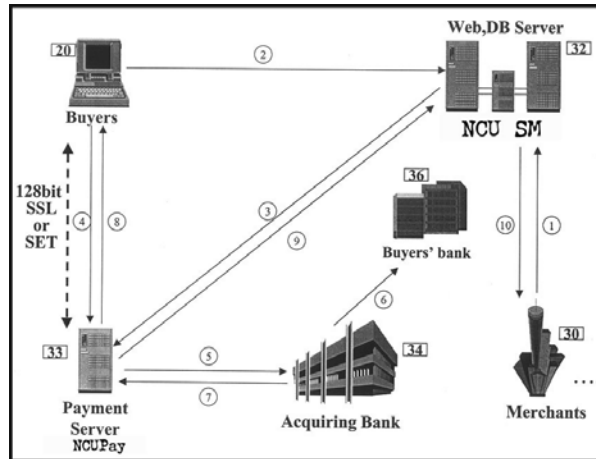 20
②
Web,DB Server
32
Buyers
NCU SM
128bit
SSL
or
SET
④
⑧
③
⑨
36
Buyers' bank
⑩
①
⑥
33
⑤
⑦
34
30
Payment
Server
NCUPay
Acquiring Bank
Merchants
...